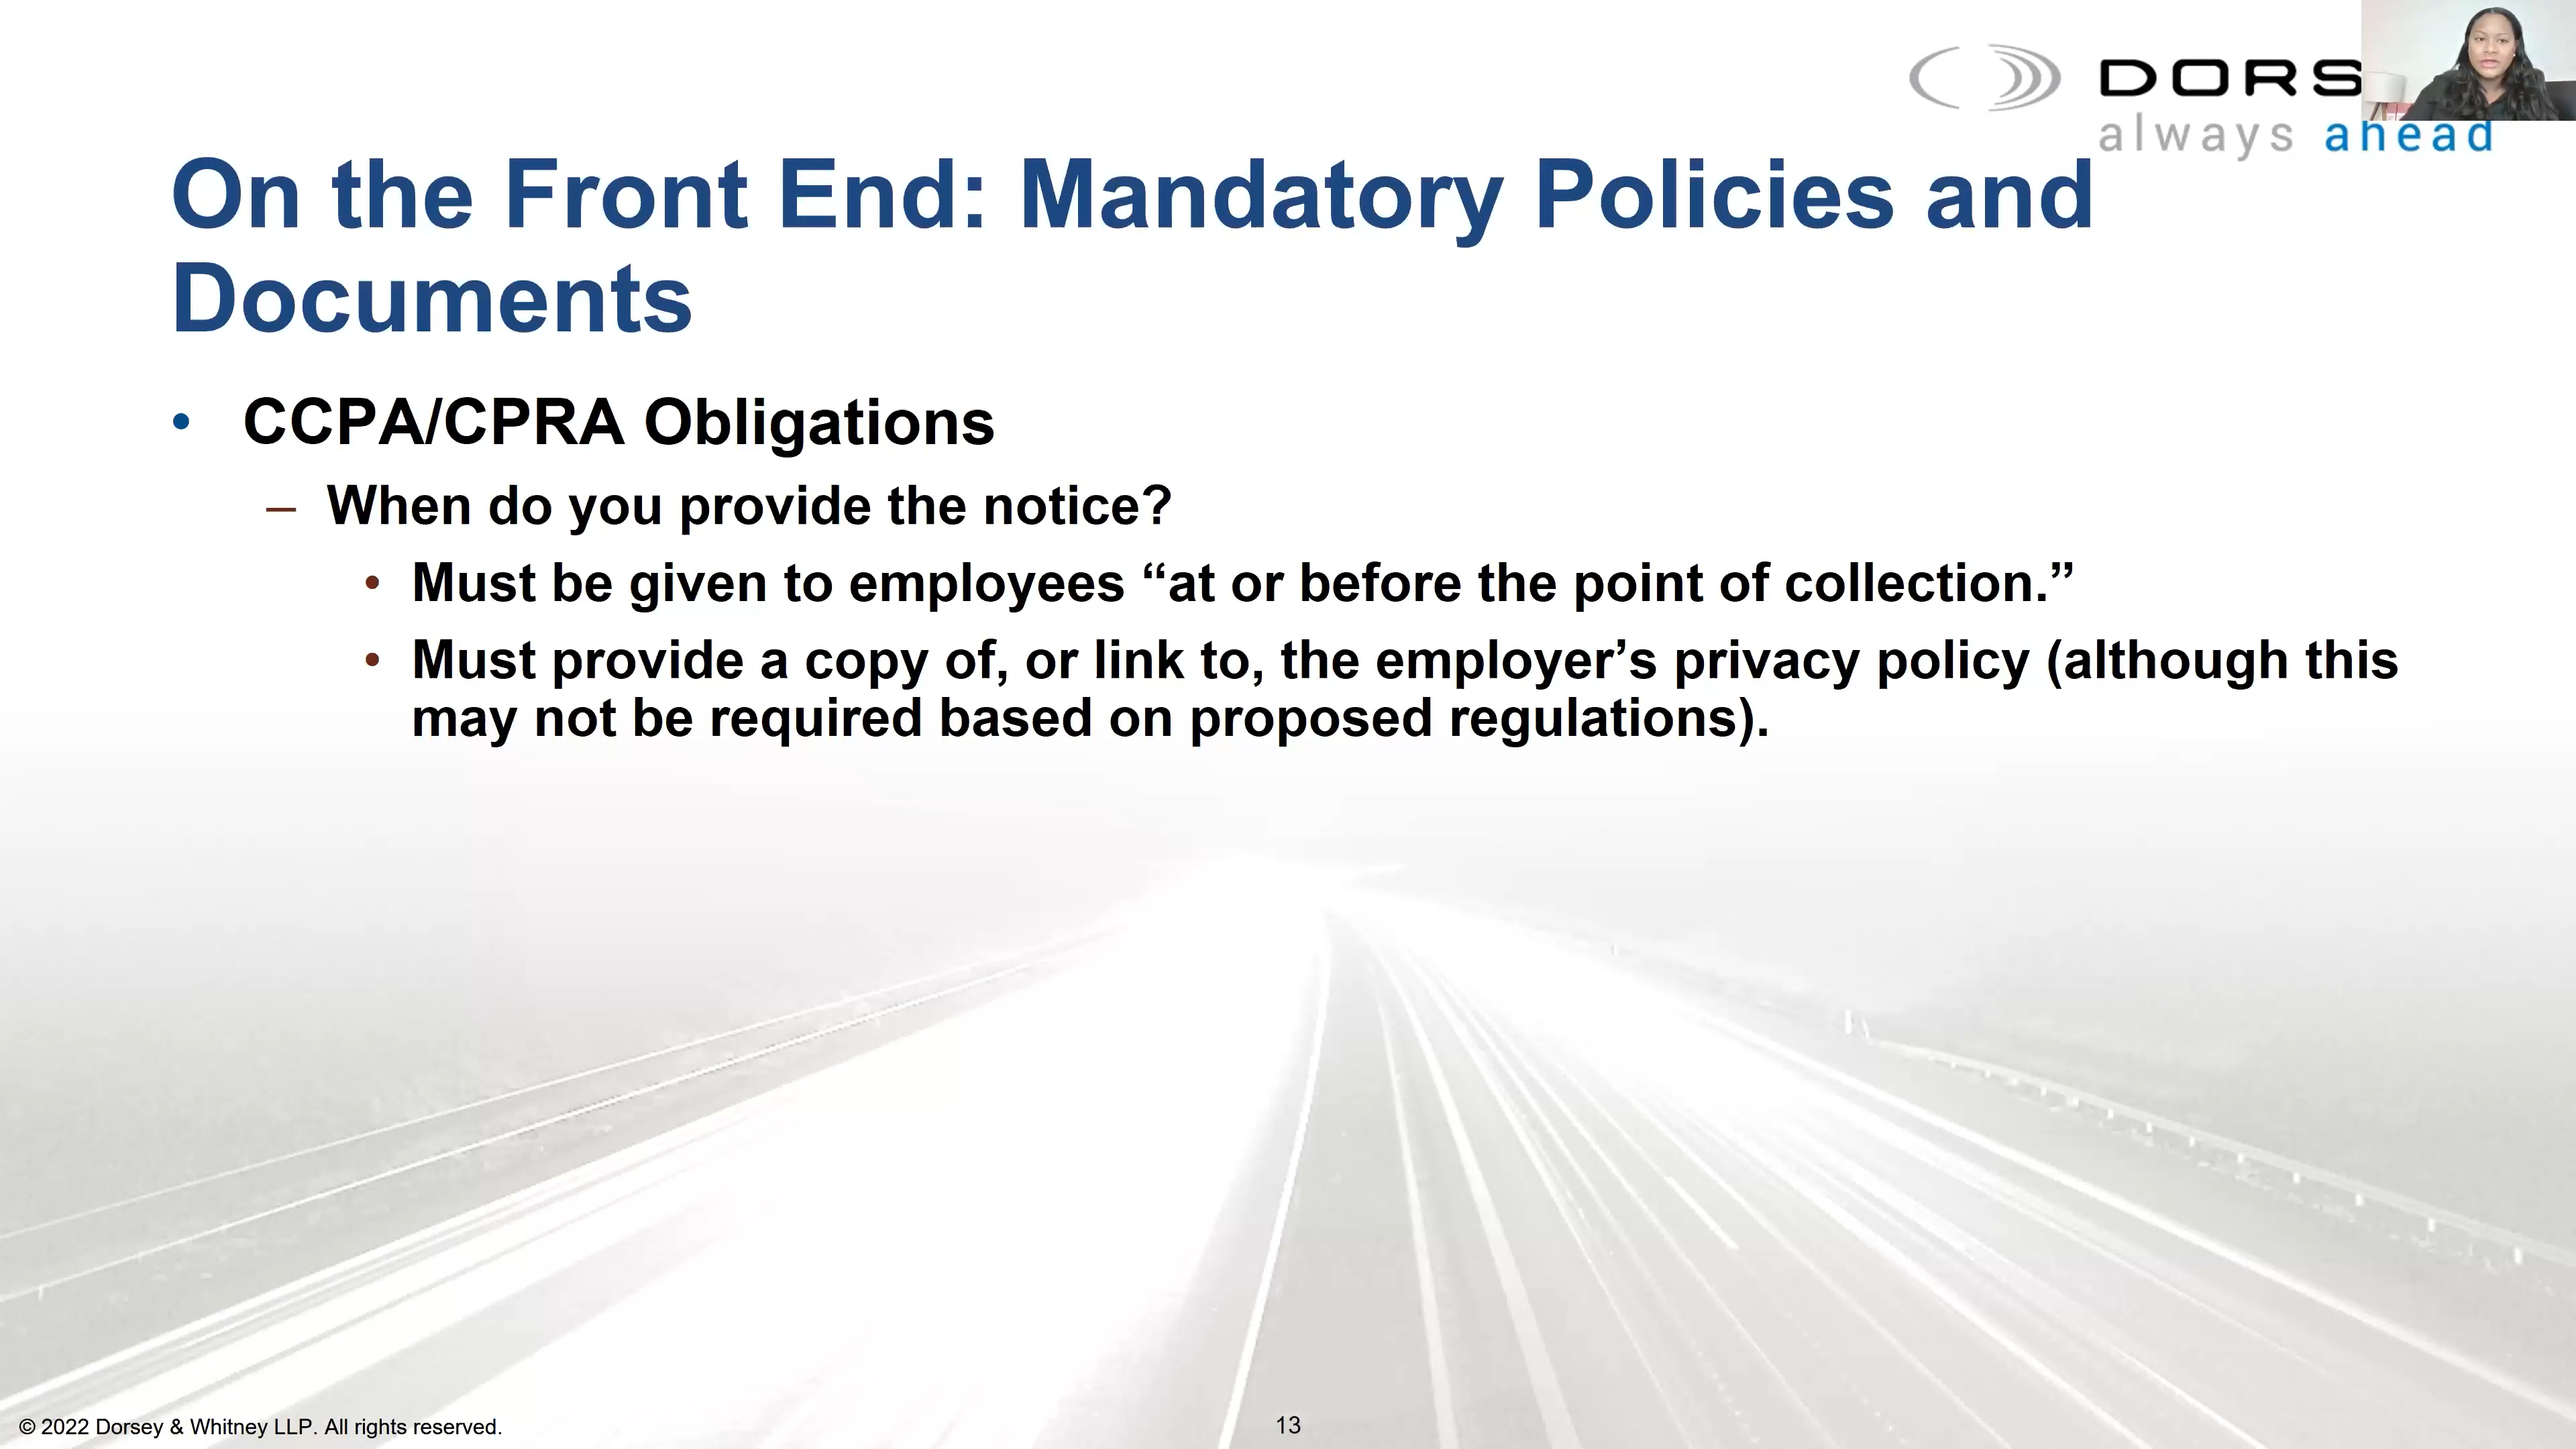 DORS
always ahead
On the Front End: Mandatory Policies and
Documents
• CCPA/CPRA Obligations
– When do you provide the notice?
• Must be given to employees “at or before the point of collection.”
• Must provide a copy of, or link to, the employer’s privacy policy (although this
may not be required based on proposed regulations).
© 2022 Dorsey & Whitney LLP. All rights reserved.
13